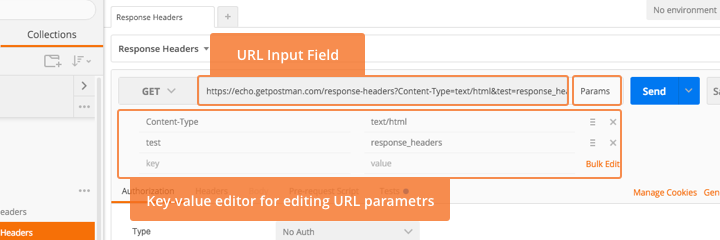 Response Headers
No environment
Collections
Response Headers
URL Input Field
GET
https://echo.getpostman.com/response-headers?Content-Type=text/html&test=response_hea
Params
Send
Sa
Content-Type text/html
test response_headers
key value Bulk Edit
Authorization Headers Body Pre-request Script Tests
Manage Cookies Gen
Key-value editor for editing URL parametrs
eaders
Headers
Type No Auth